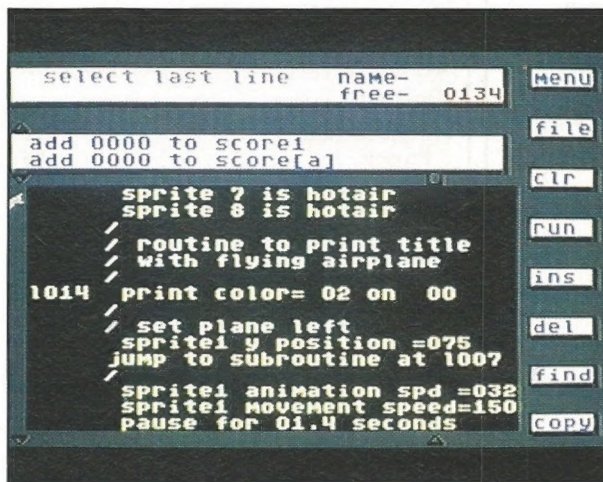 select last line name-
free- 0134
menu
file
clr
run
ins
del
find
copy
add 0000 to score1
add 0000 to score[a]
sprite 7 is hotair
sprite 8 is hotair
/
/ routine to print title
/ with flying airplane
/
l014 print color= 02 on 00
/
/ set plane left
sprite1 y position =075
jump to subroutine at l007
/
sprite1 animation spd =032
sprite1 movement speed=150
pause for 01.4 seconds